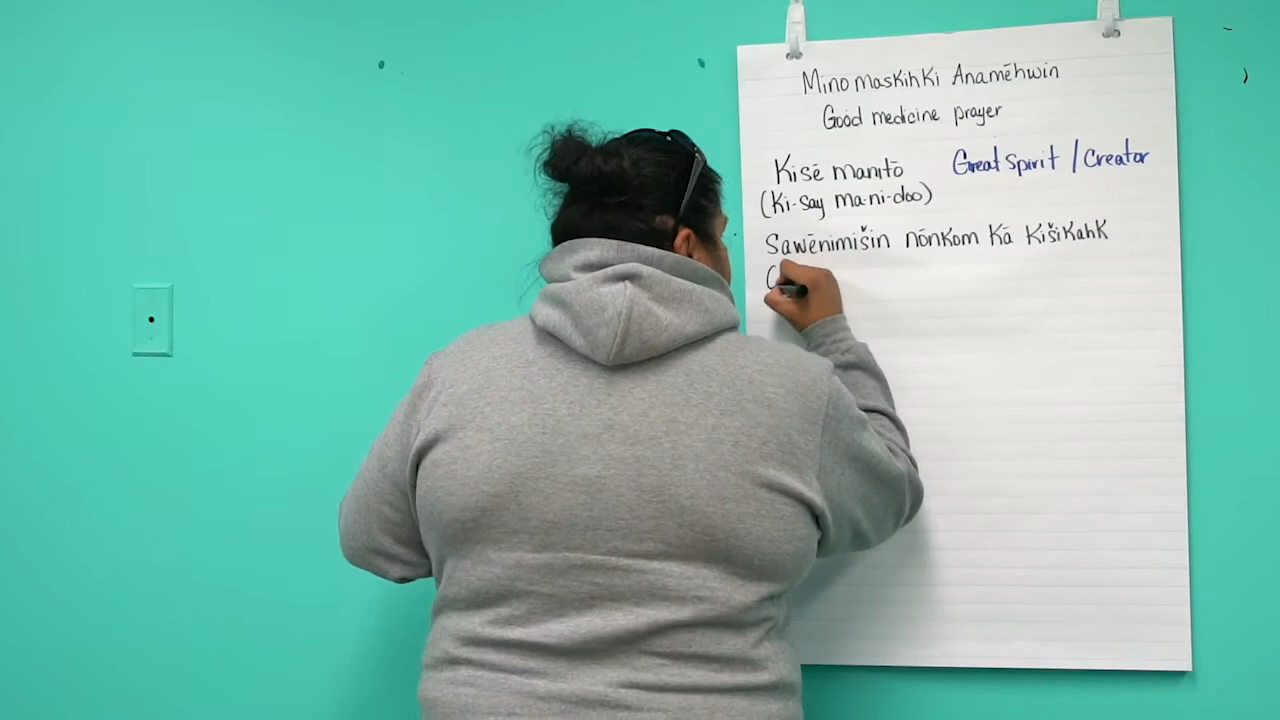 Mino maskihki Anamēhwin
Good medicine prayer
Kisē manitō Great spirit / Creator
(Ki-say ma-ni-doo)
Sawēnimišin nōnkom kā kišikahk
(